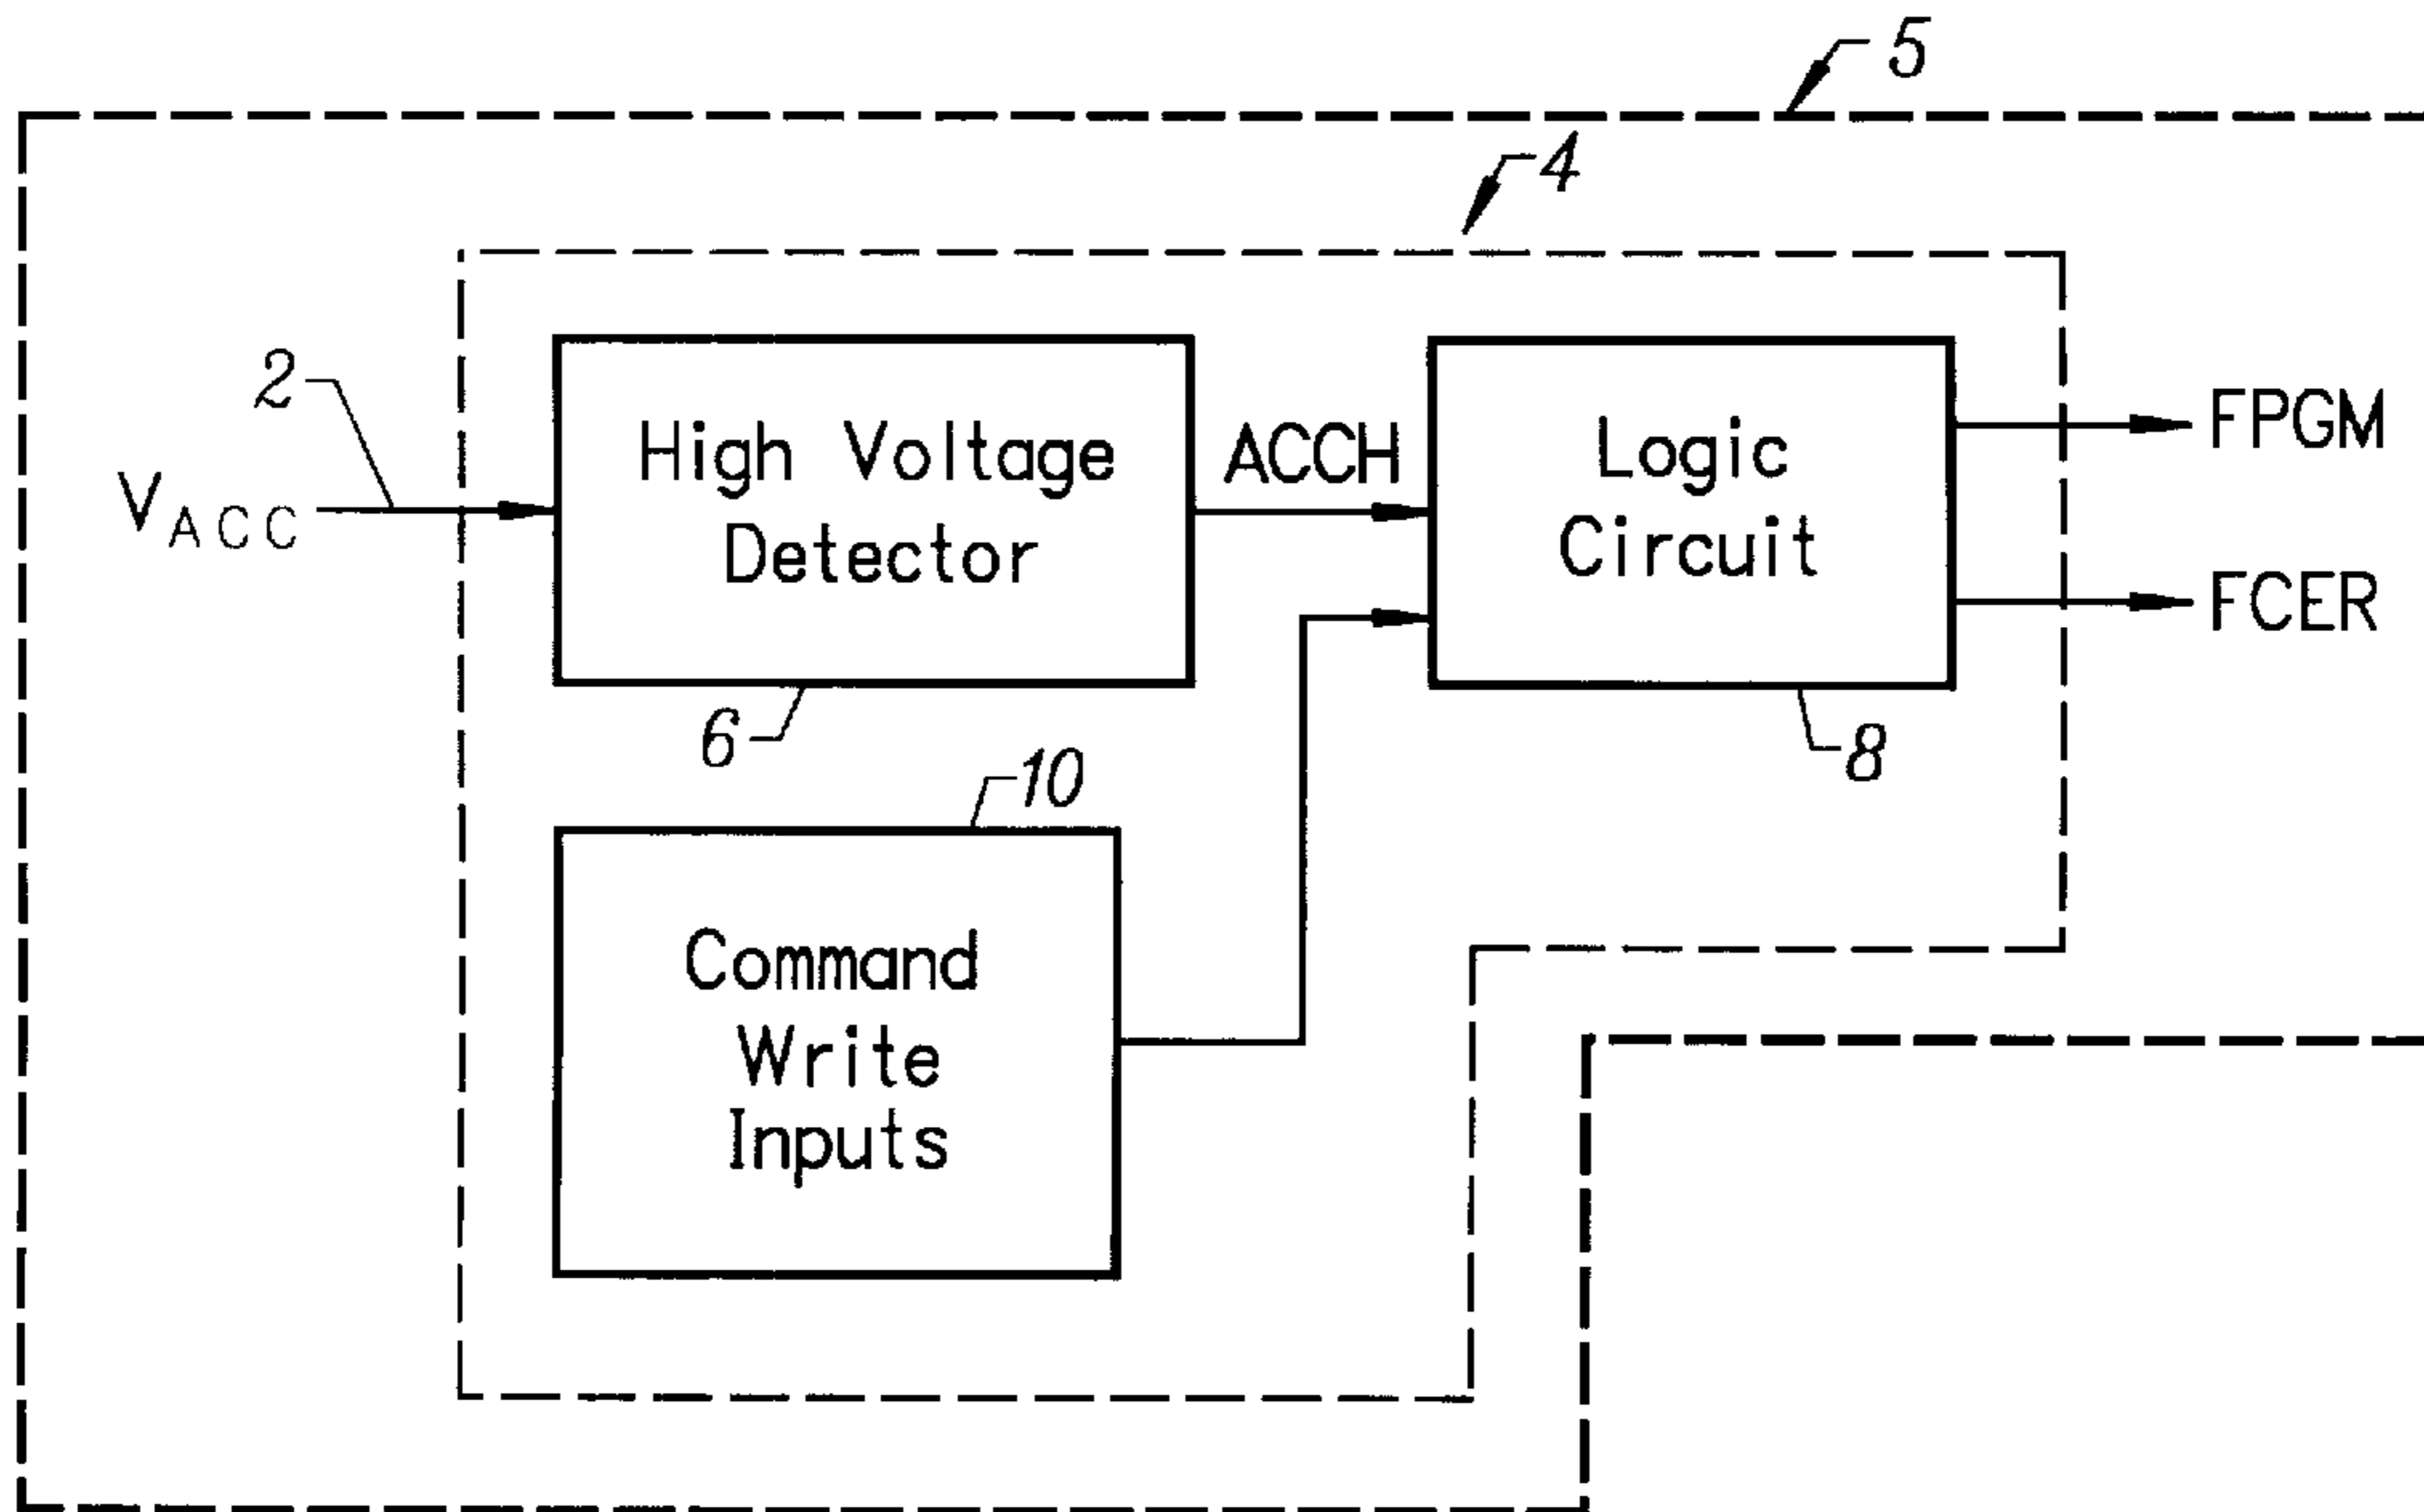 5
4
2
V ACC
High Voltage
Detector
ACCH
Logic
Circuit
FPGM
FCER
6
8
10
Command
Write
Inputs